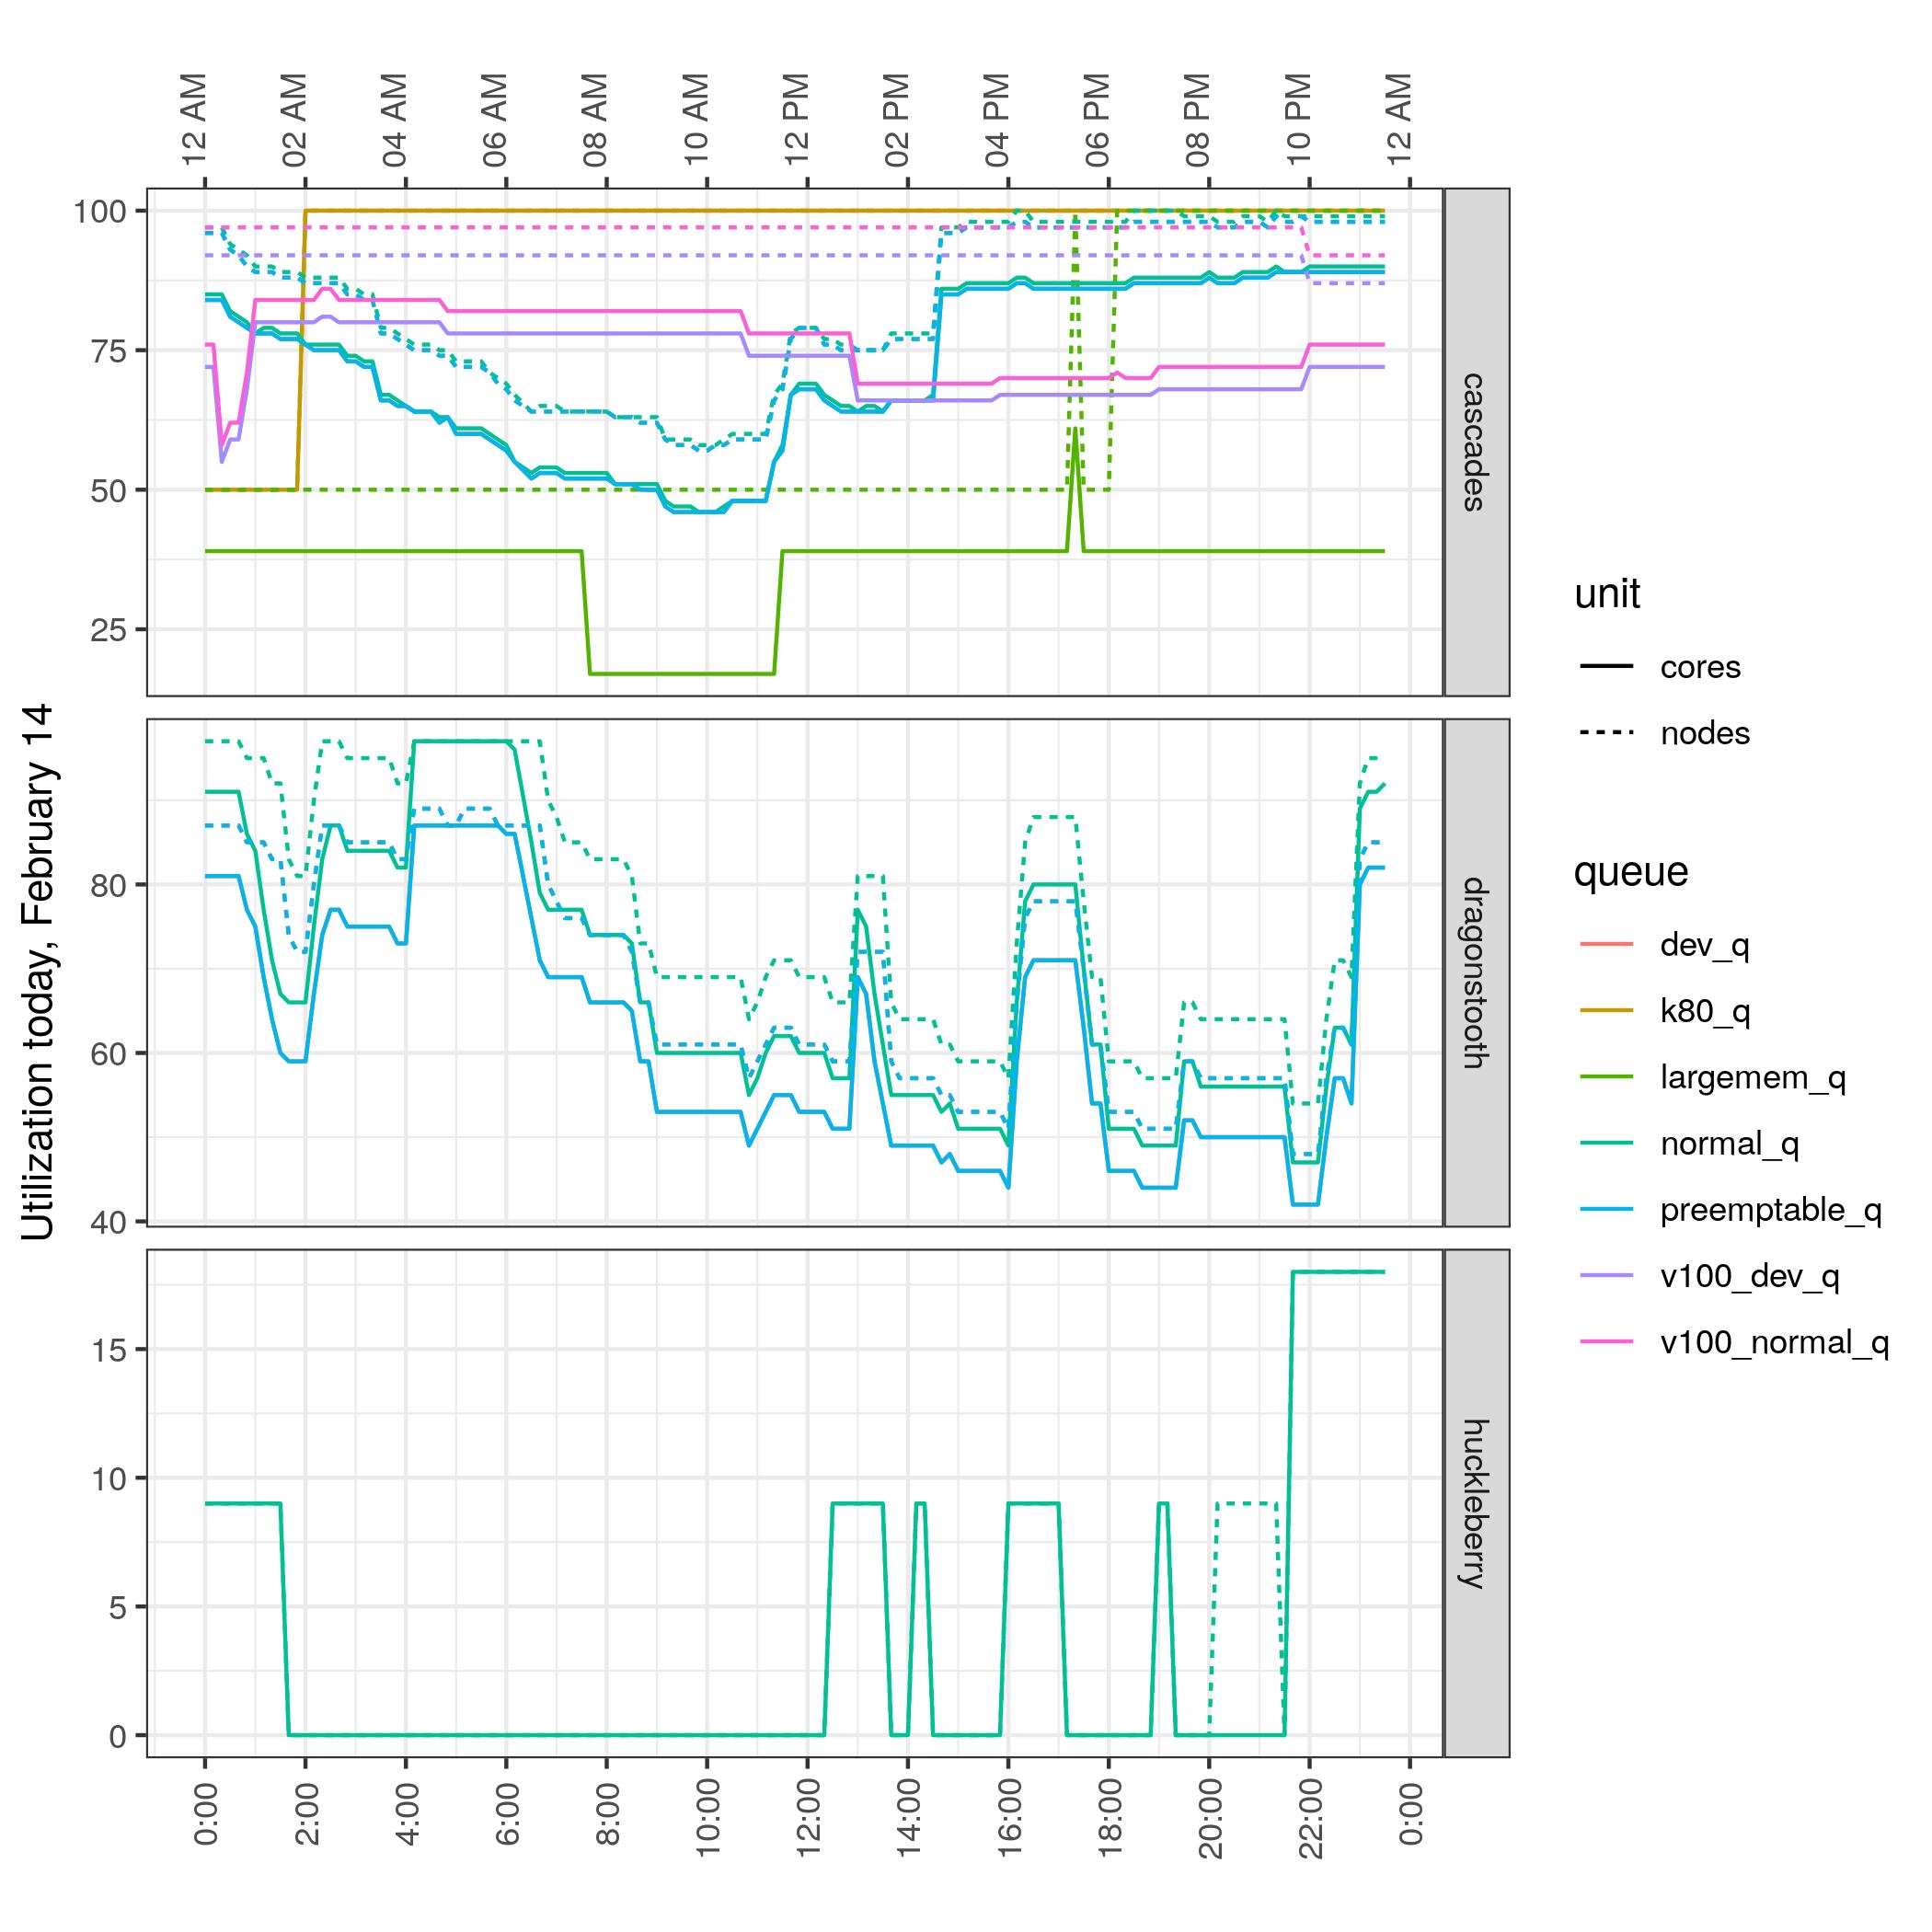 12 AM
02 AM
04 AM
06 AM
08 AM
10 AM
12 PM
02 PM
04 PM
06 PM
08 PM
10 PM
12 AM
Utilization today, February 14
100
75
50
25
cascades
80
60
40
dragonstooth
15
10
5
0
huckleberry
0:00
2:00
4:00
6:00
8:00
10:00
12:00
14:00
16:00
18:00
20:00
22:00
0:00
unit
cores
nodes
queue
dev_q
k80_q
largemem_q
normal_q
preemptable_q
v100_dev_q
v100_normal_q